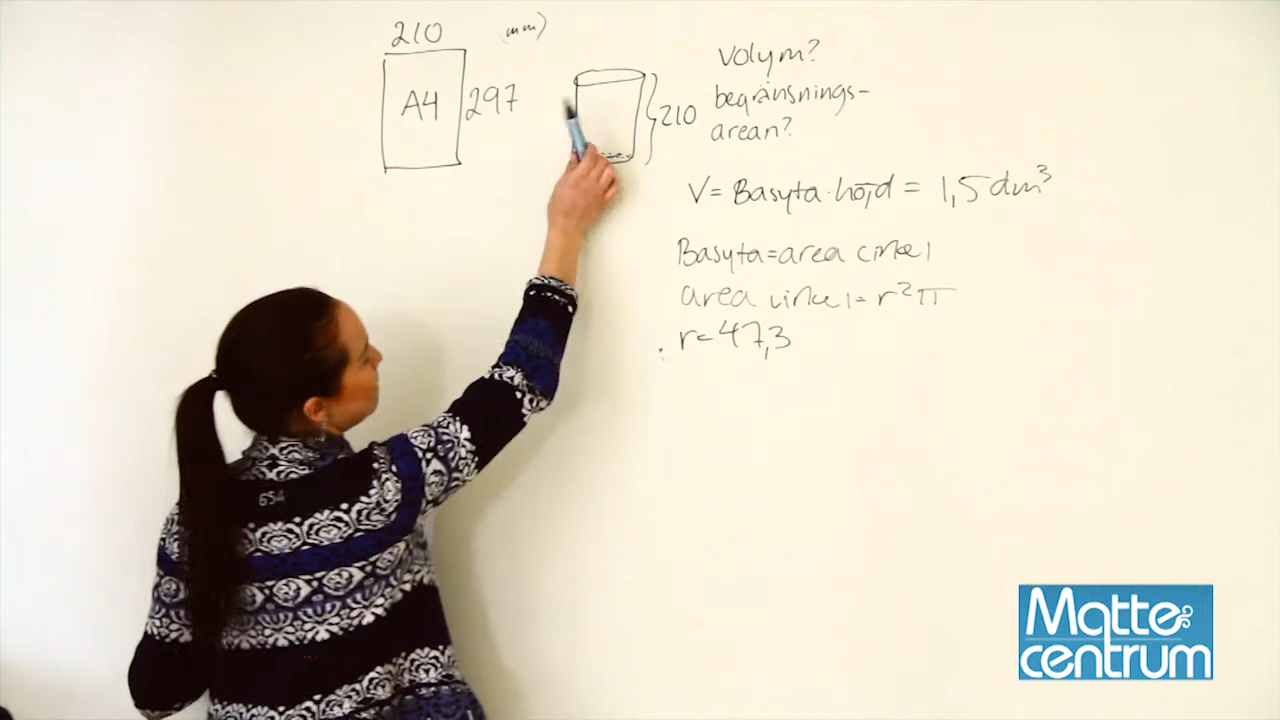 210 (mm)
A4 297
210
volym?
begränsnings-
arean?
V= Basyta·höjd = 1,5 dm³
Basyta=area cirkel
area cirkel= r²π
r=47,3
654
Matte
centrum